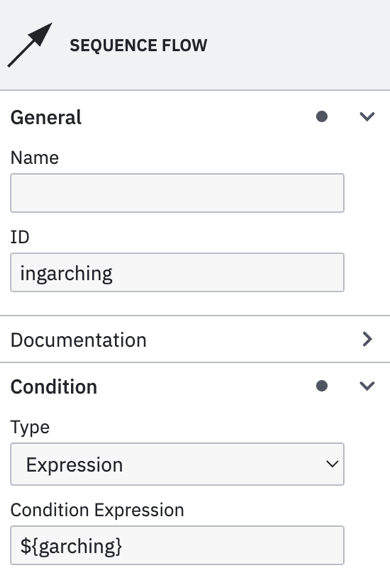 SEQUENCE FLOW
General
Name
ID
ingarching
Documentation
Condition
Type
Expression
Condition Expression
${garching}